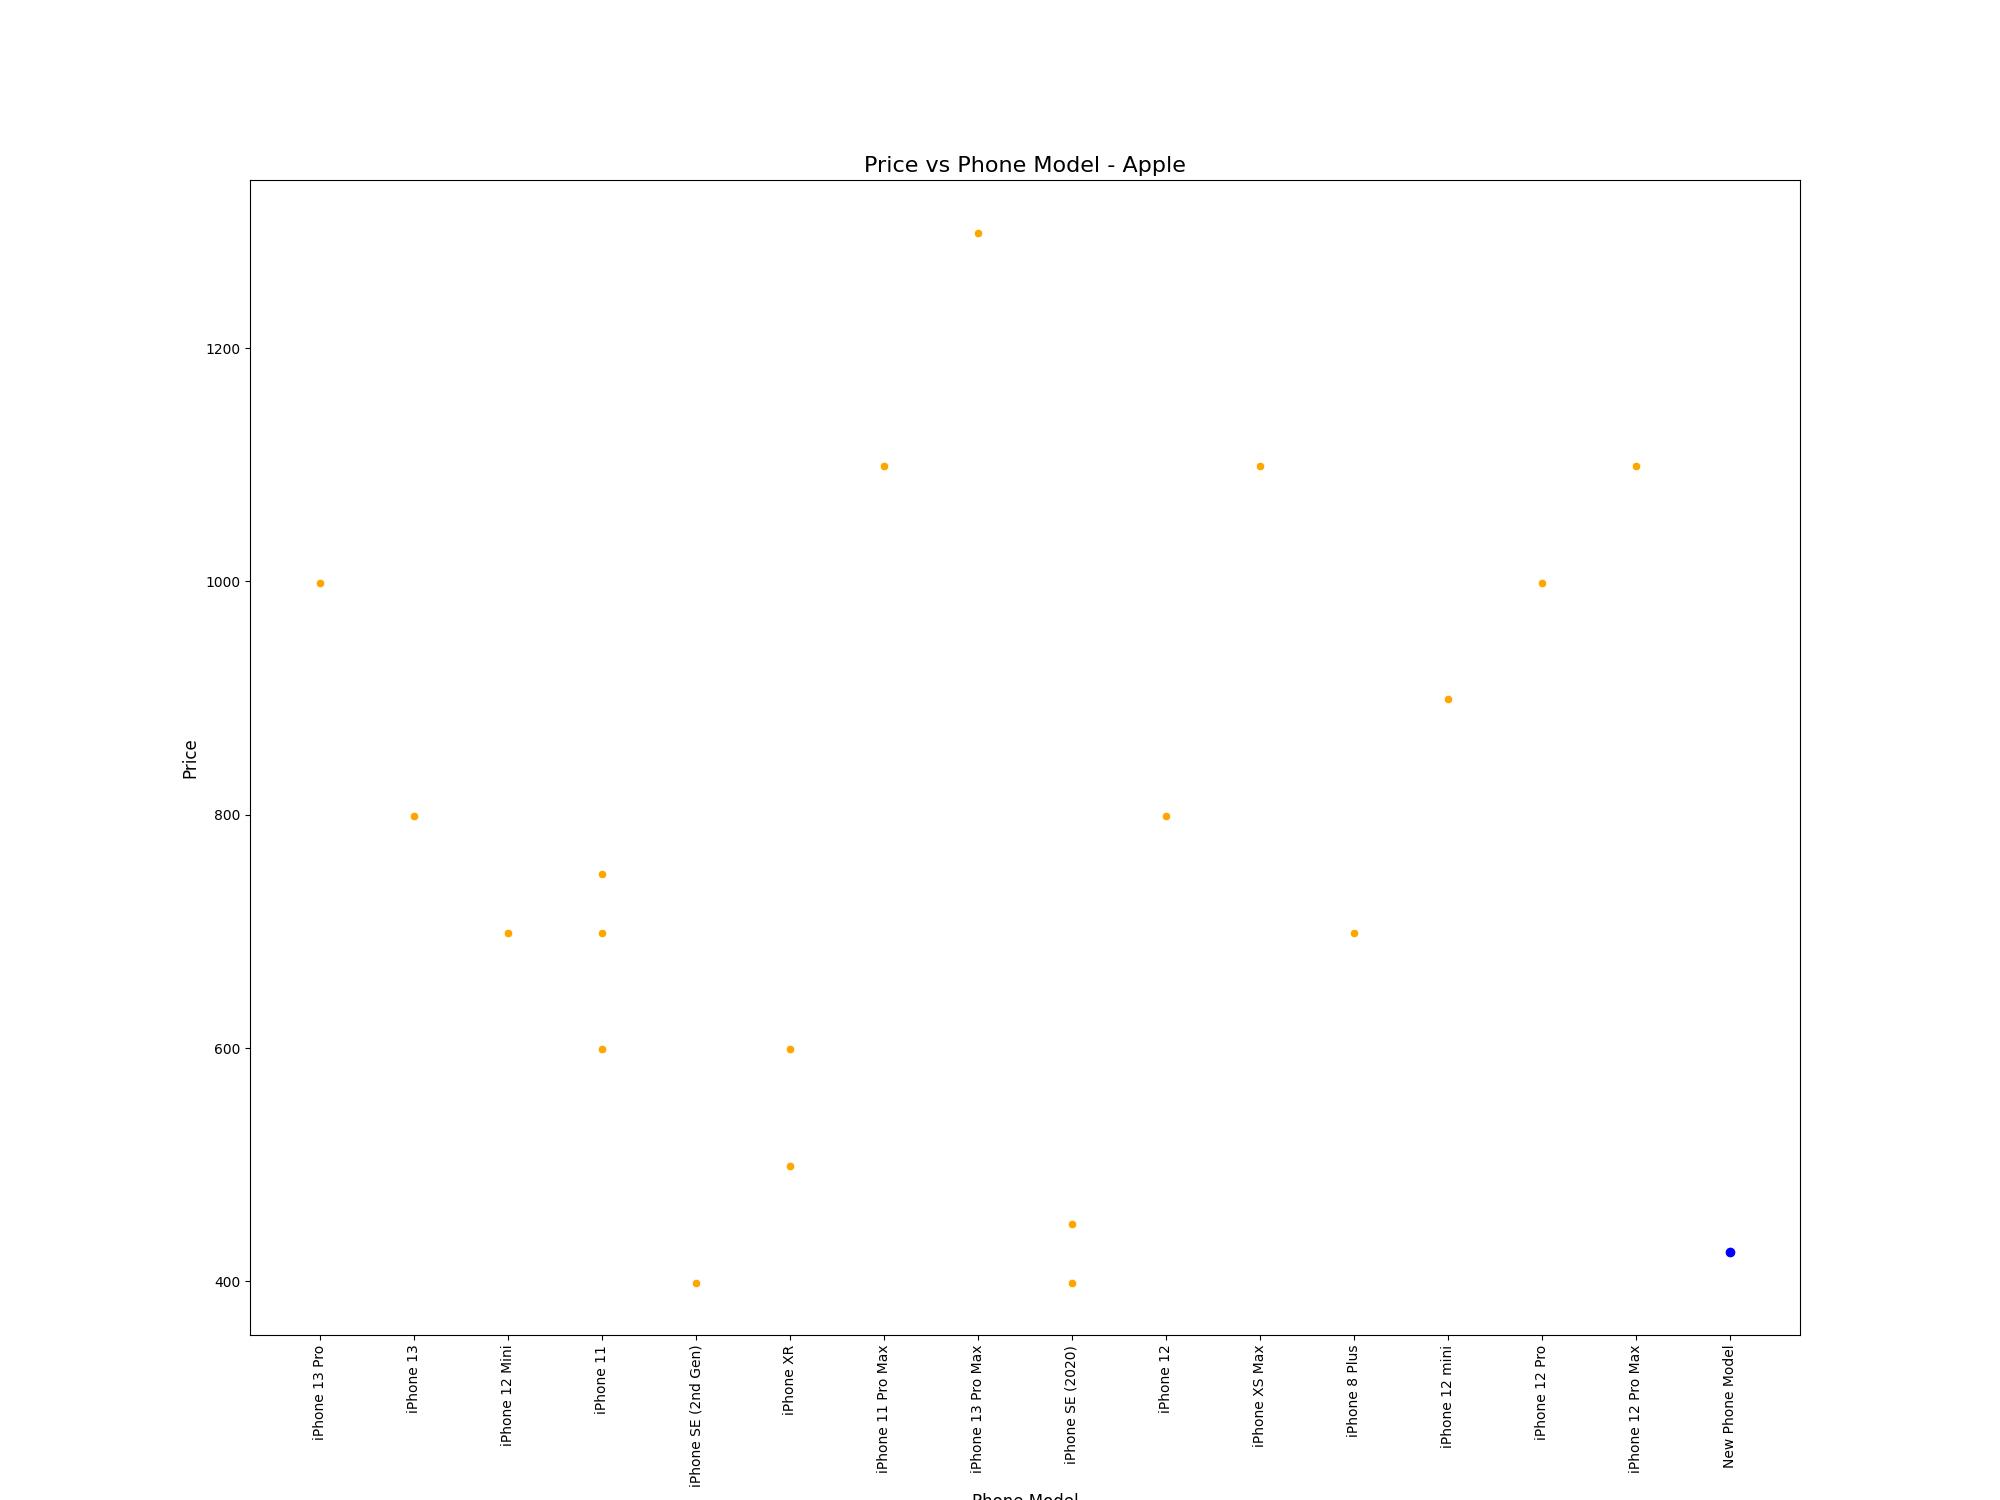 Price vs Phone Model - Apple
Price
1200
1000
800
600
400
iPhone 13 Pro
iPhone 13
iPhone 12 Mini
iPhone 11
iPhone SE (2nd Gen)
iPhone XR
iPhone 11 Pro Max
iPhone 13 Pro Max
iPhone SE (2020)
iPhone 12
iPhone XS Max
iPhone 8 Plus
iPhone 12 mini
iPhone 12 Pro
iPhone 12 Pro Max
New Phone Model
Phone Model